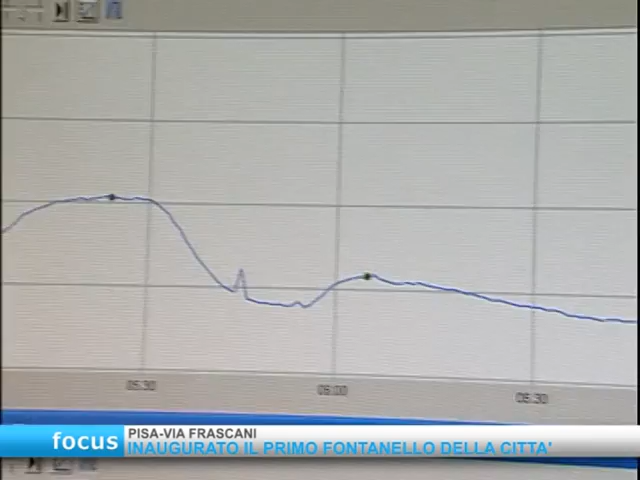 05:30
06:00
06:30
focus
PISA-VIA FRASCANI
INAUGURATO IL PRIMO FONTANELLO DELLA CITTA'